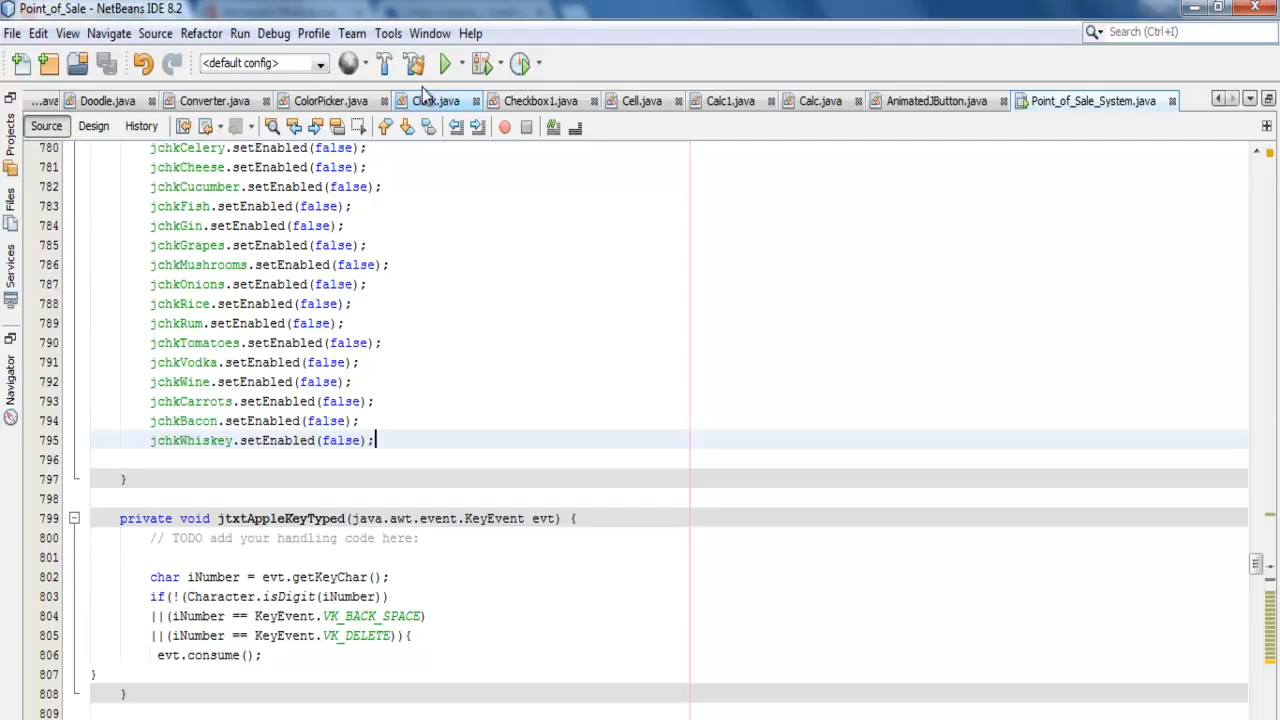 Point_of_Sale - NetBeans IDE 8.2
File Edit View Navigate Source Refactor Run Debug Profile Team Tools Window Help
Search (Ctrl+I)
<default config>
...ava Doodle.java Converter.java ColorPicker.java Clock.java Checkbox1.java Cell.java Calc1.java Calc.java AnimatedJButton.java Point_of_Sale_System.java
Source Design History
Projects
Files
Services
Navigator
780 jchkCelery.setEnabled(false);
781 jchkCheese.setEnabled(false);
782 jchkCucumber.setEnabled(false);
783 jchkFish.setEnabled(false);
784 jchkGin.setEnabled(false);
785 jchkGrapes.setEnabled(false);
786 jchkMushrooms.setEnabled(false);
787 jchkOnions.setEnabled(false);
788 jchkRice.setEnabled(false);
789 jchkRum.setEnabled(false);
790 jchkTomatoes.setEnabled(false);
791 jchkVodka.setEnabled(false);
792 jchkWine.setEnabled(false);
793 jchkCarrots.setEnabled(false);
794 jchkBacon.setEnabled(false);
795 jchkWhiskey.setEnabled(false);
796
797 }
798
799 private void jtxtAppleKeyTyped(java.awt.event.KeyEvent evt) {
800 // TODO add your handling code here:
801
802 char iNumber = evt.getKeyChar();
803 if(!(Character.isDigit(iNumber))
804 ||(iNumber == KeyEvent.VK_BACK_SPACE)
805 ||(iNumber == KeyEvent.VK_DELETE)){
806 evt.consume();
807 }
808 }
809